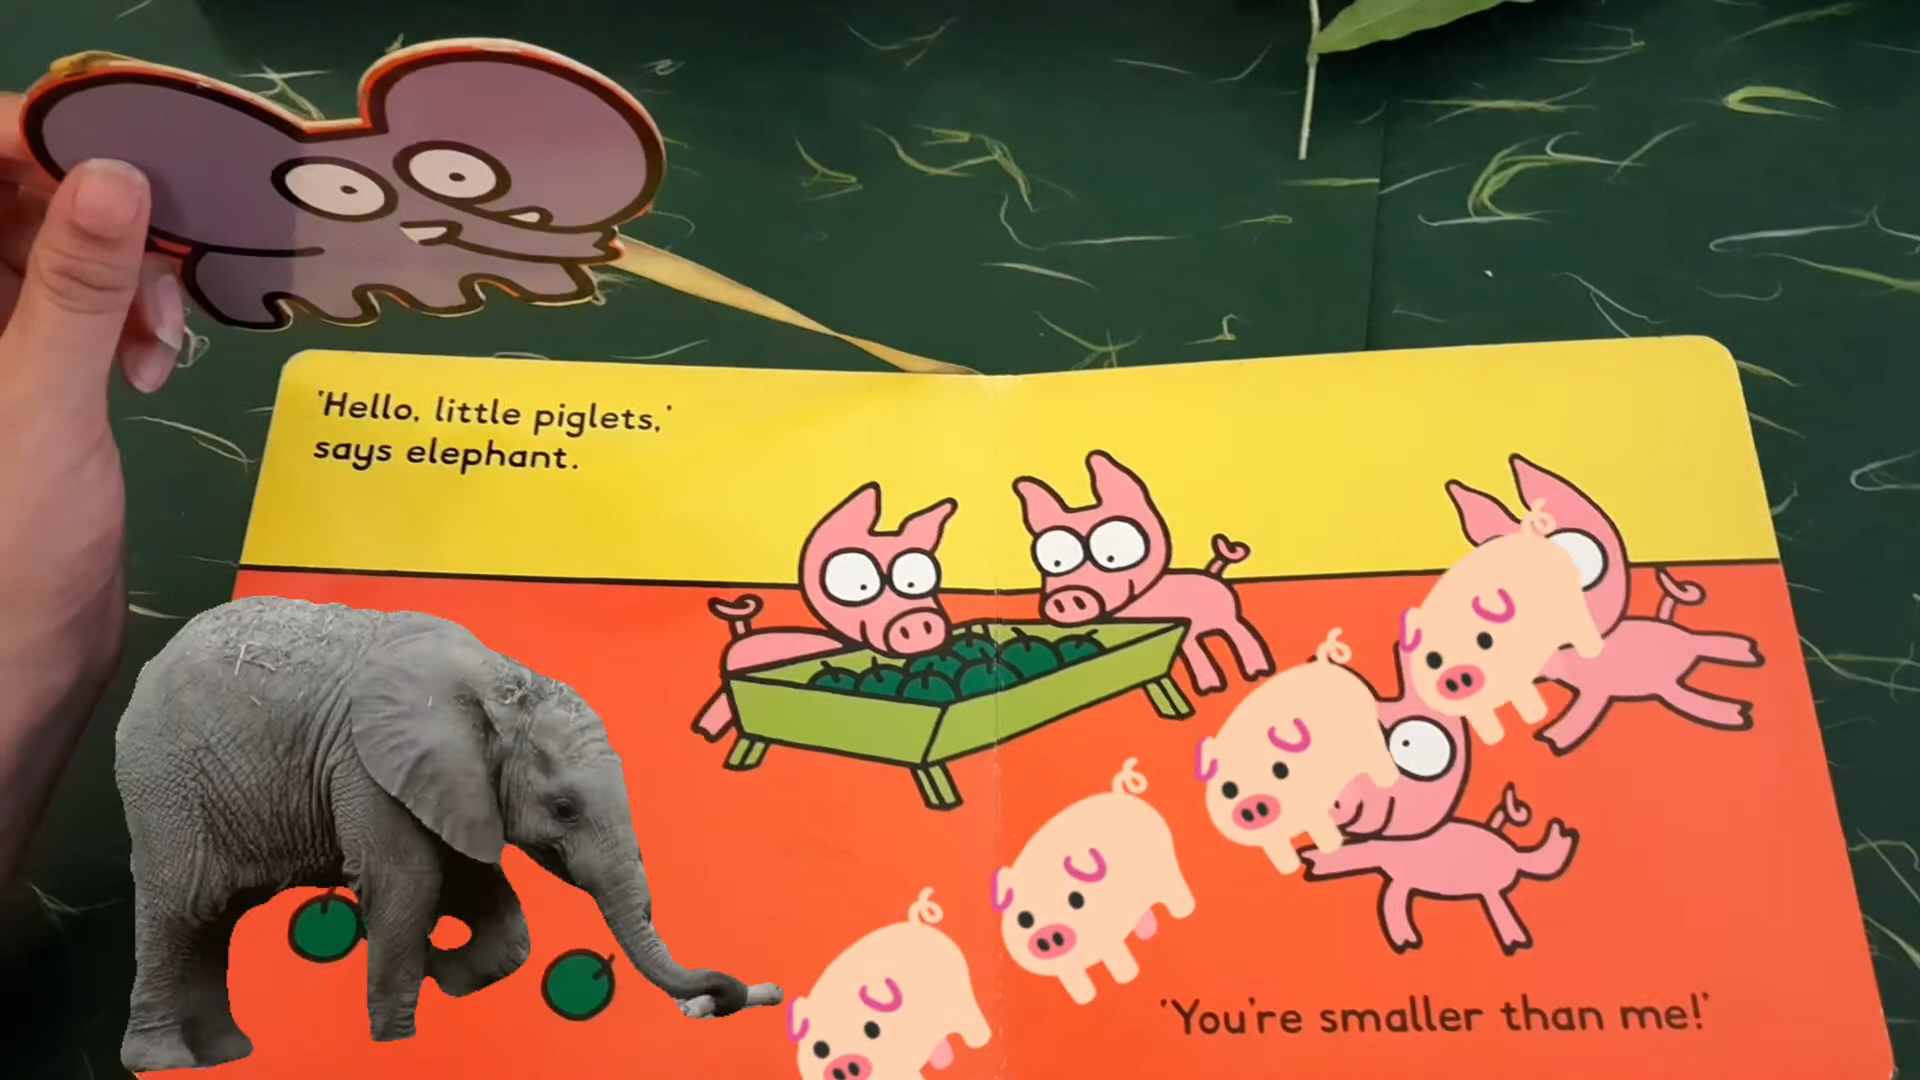 'Hello, little piglets,'
says elephant.
'You're smaller than me!'